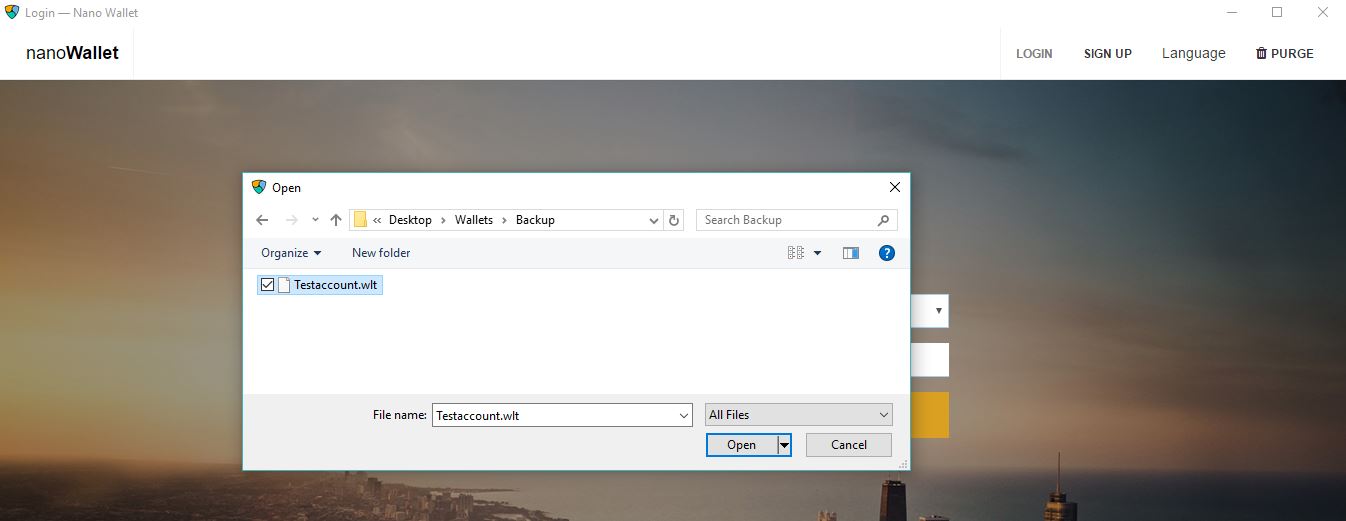 Login — Nano Wallet
nanoWallet LOGIN SIGN UP Language PURGE
Open
« Desktop > Wallets > Backup Search Backup
Organize New folder ?
Testaccount.wlt
File name: Testaccount.wlt All Files
Open Cancel